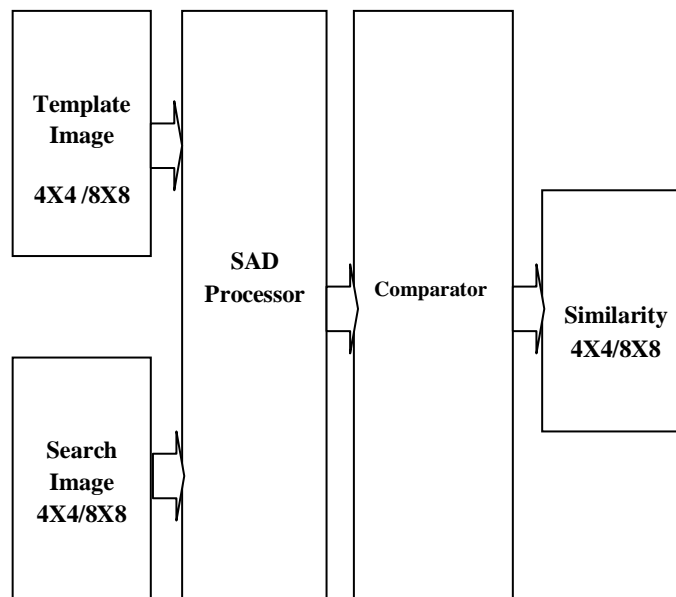 Template
Image
4X4 /8X8
SAD
Processor
Comparator
Similarity
4X4/8X8
Search
Image
4X4/8X8